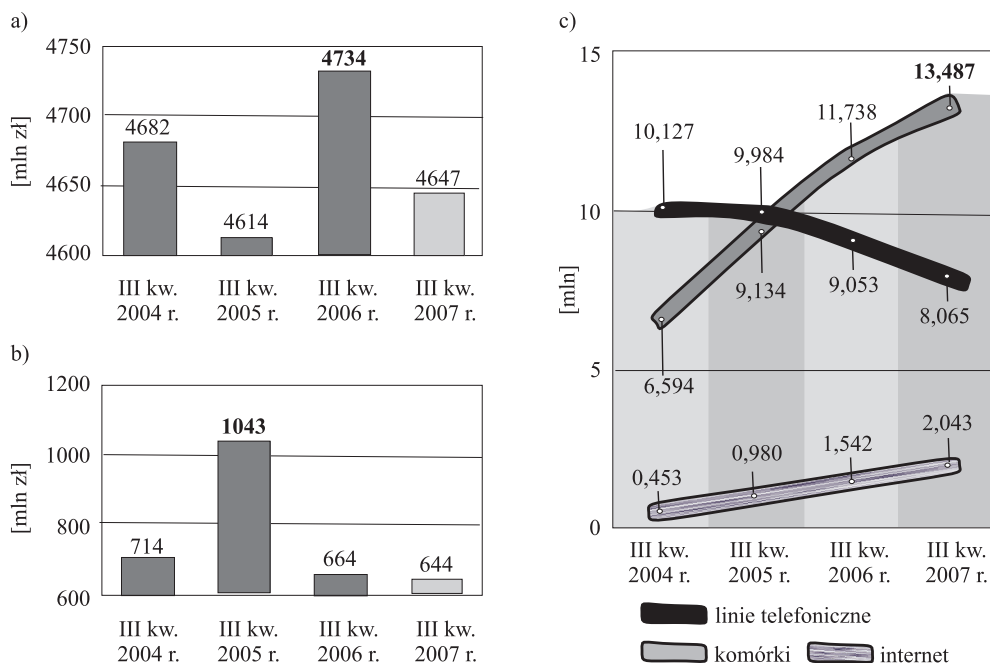 a)
[mln zł]
4750
4700
4650
4600
4682
4614
4734
4647
III kw. III kw. III kw. III kw.
2004 r. 2005 r. 2006 r. 2007 r.
b)
[mln zł]
1200
1000
800
600
714
1043
664
644
III kw. III kw. III kw. III kw.
2004 r. 2005 r. 2006 r. 2007 r.
c)
[mln]
15
10
5
0
10,127
9,984
9,053
8,065
6,594
9,134
11,738
13,487
0,453
0,980
1,542
2,043
III kw. III kw. III kw. III kw.
2004 r. 2005 r. 2006 r. 2007 r.
linie telefoniczne
komórki internet